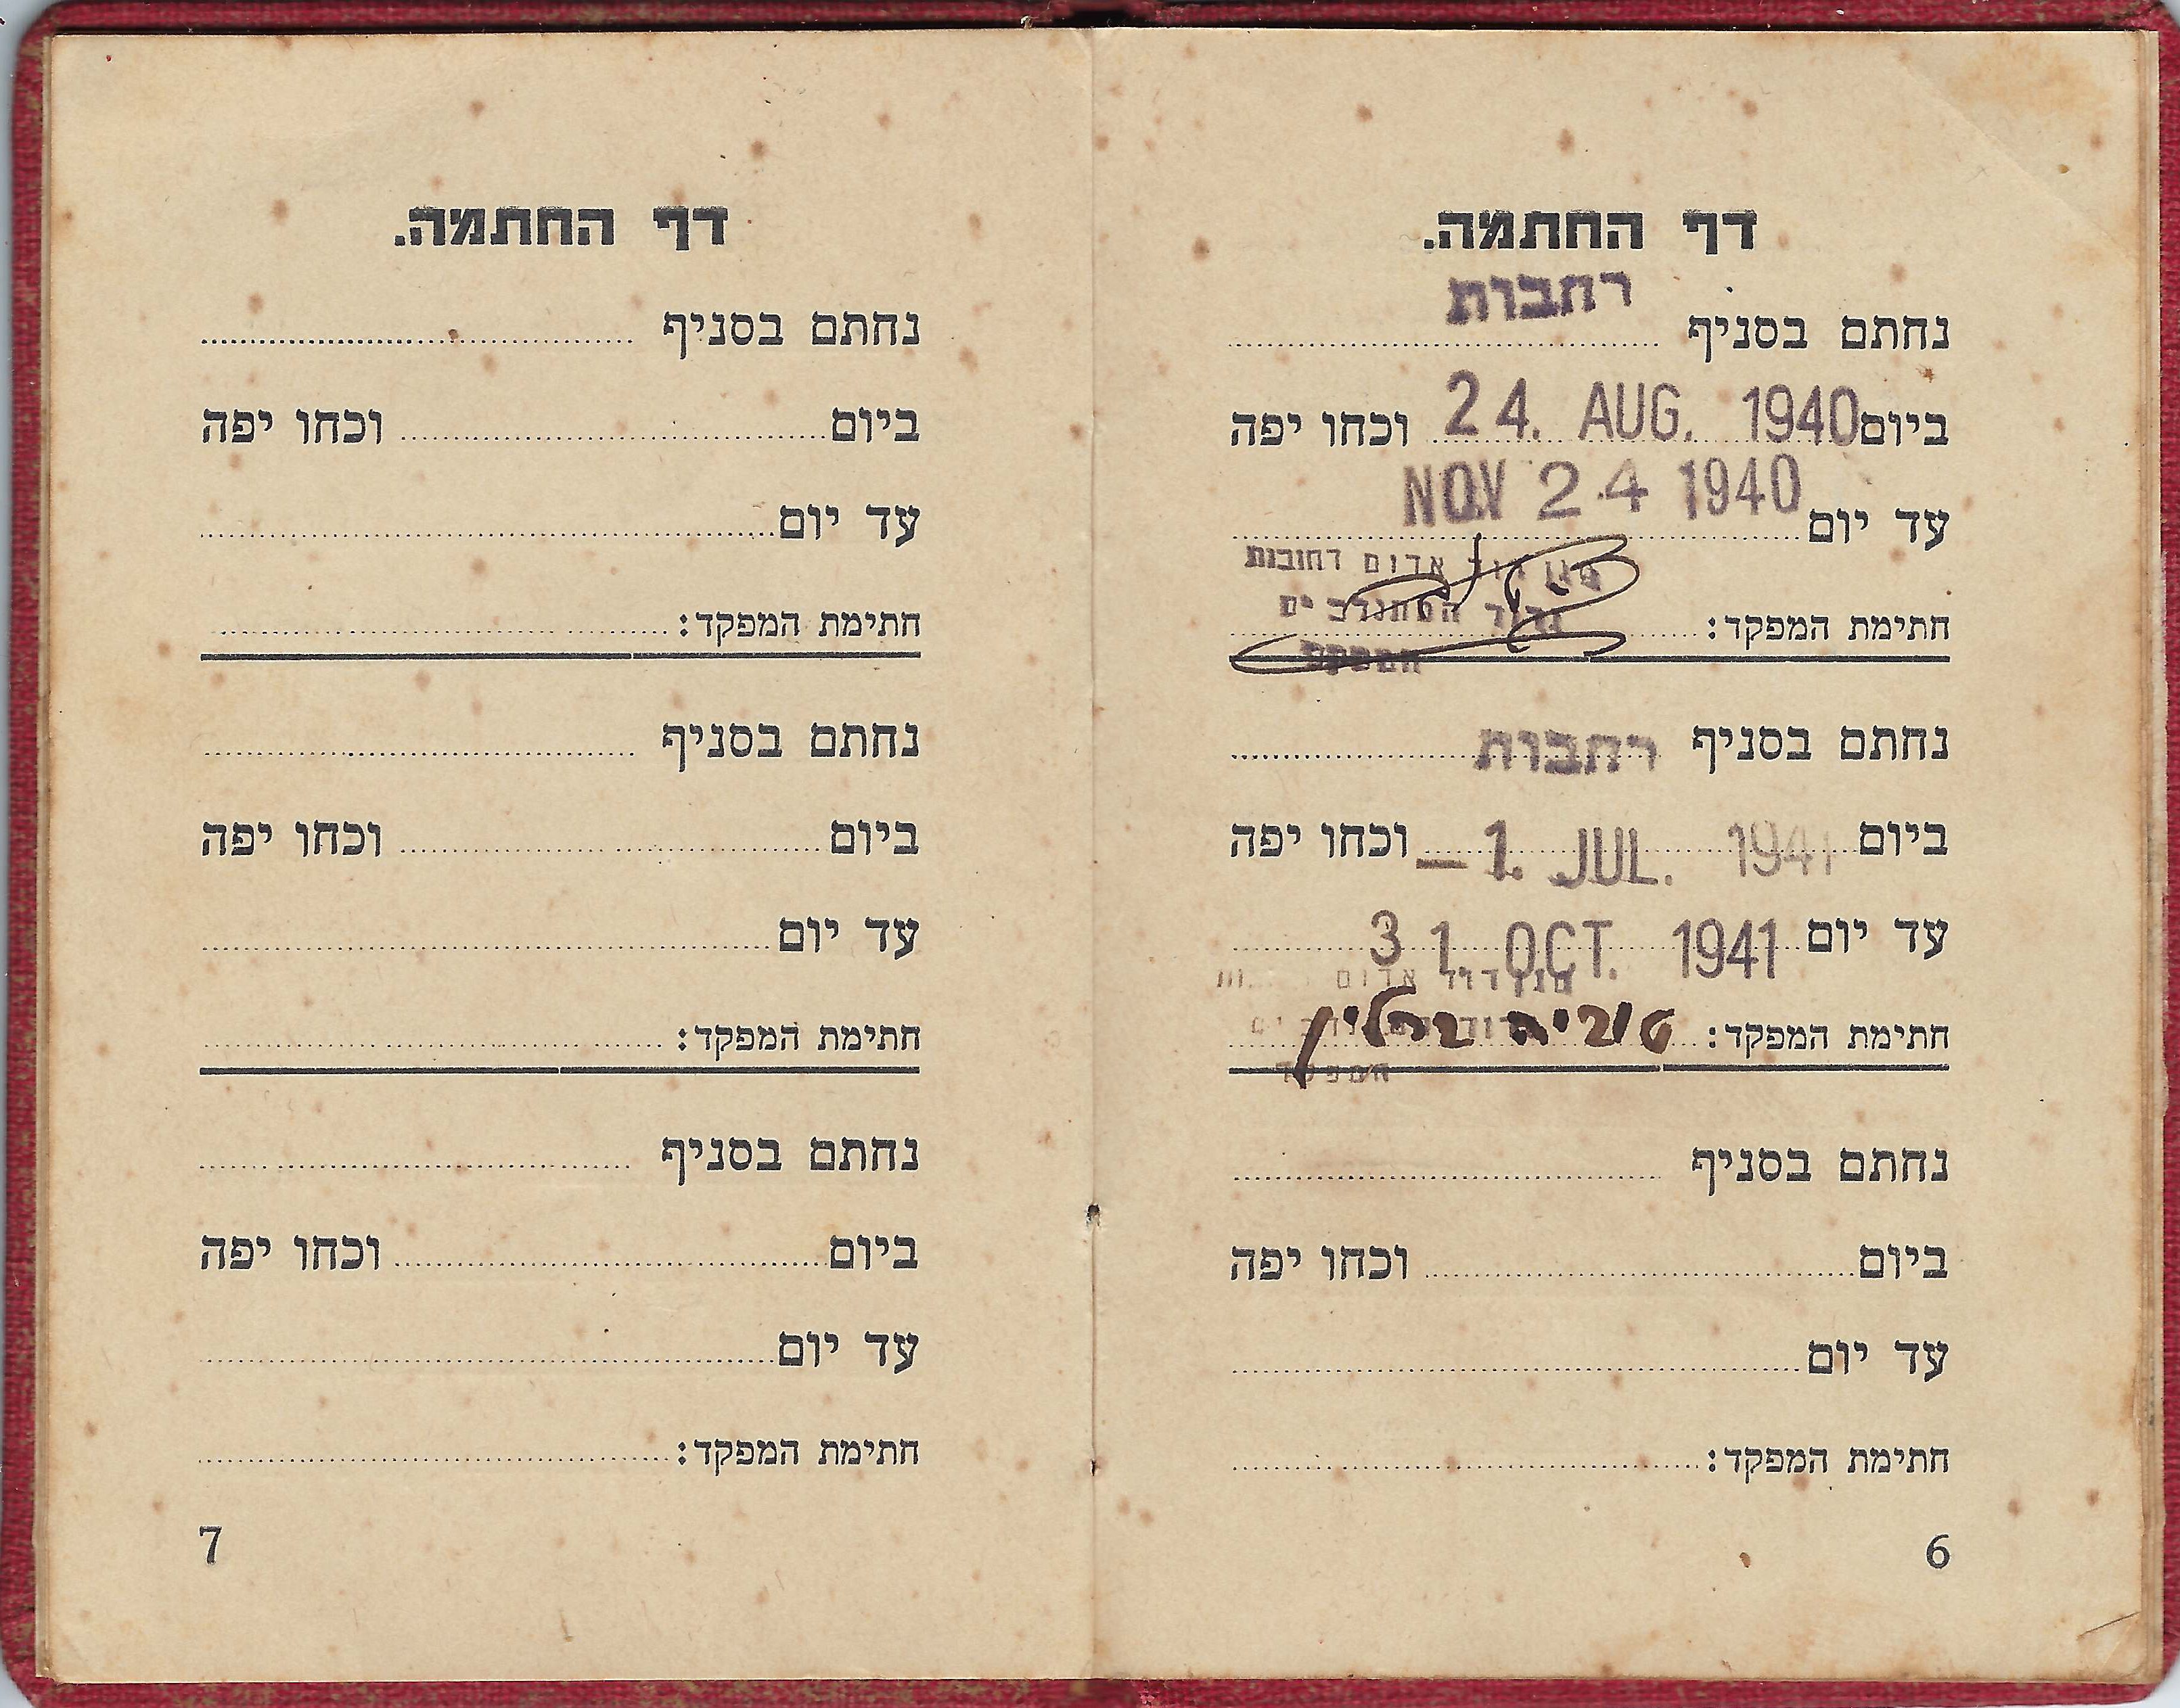 דף החתמה.
רחבות
נחתם בסניף
ביום 24. AUG. 1940 וכחו יפה
NOV 24 1940
עד יום
מגן דוד אדום רחובות
גדוד המתנדבים
חתימת המפקד:
המפקד
נחתם בסניף רחבות
ביום -1. JUL. 1941 וכחו יפה
עד יום 31. OCT. 1941
מגן דוד אדום
חתימת המפקד: טוביה
המפקד
נחתם בסניף
ביום וכחו יפה
עד יום
חתימת המפקד:
6
דף החתמה.
נחתם בסניף
ביום וכחו יפה
עד יום
חתימת המפקד:
נחתם בסניף
ביום וכחו יפה
עד יום
חתימת המפקד:
נחתם בסניף
ביום וכחו יפה
עד יום
חתימת המפקד:
7